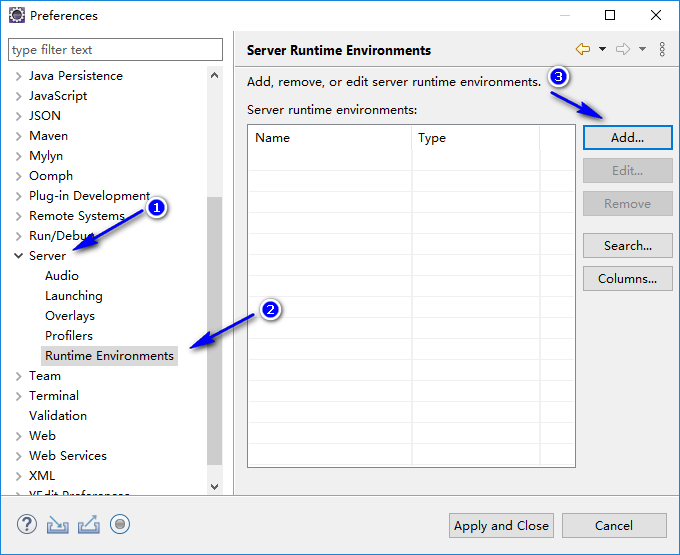 Preferences
type filter text
Java Persistence
JavaScript
JSON
Maven
Mylyn
Oomph
Plug-in Development
Remote Systems
Run/Debug
Server
Audio
Launching
Overlays
Profilers
Runtime Environments
Team
Terminal
Validation
Web
Web Services
XML
Server Runtime Environments
Add, remove, or edit server runtime environments.
Server runtime environments:
Name Type
Add...
Edit...
Remove
Search...
Columns...
1
2
3
?
Apply and Close Cancel